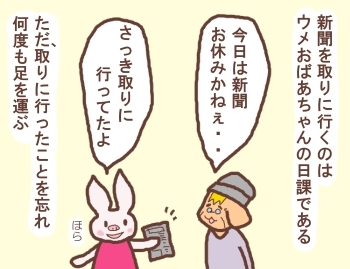 新聞を取りに行くのは
ウメおばあちゃんの日課である
今日は新聞
お休みかねぇ・・
さっき取りに
行ってたよ
ほら
ただ、取りに行ったことを忘れ
何度も足を運ぶ